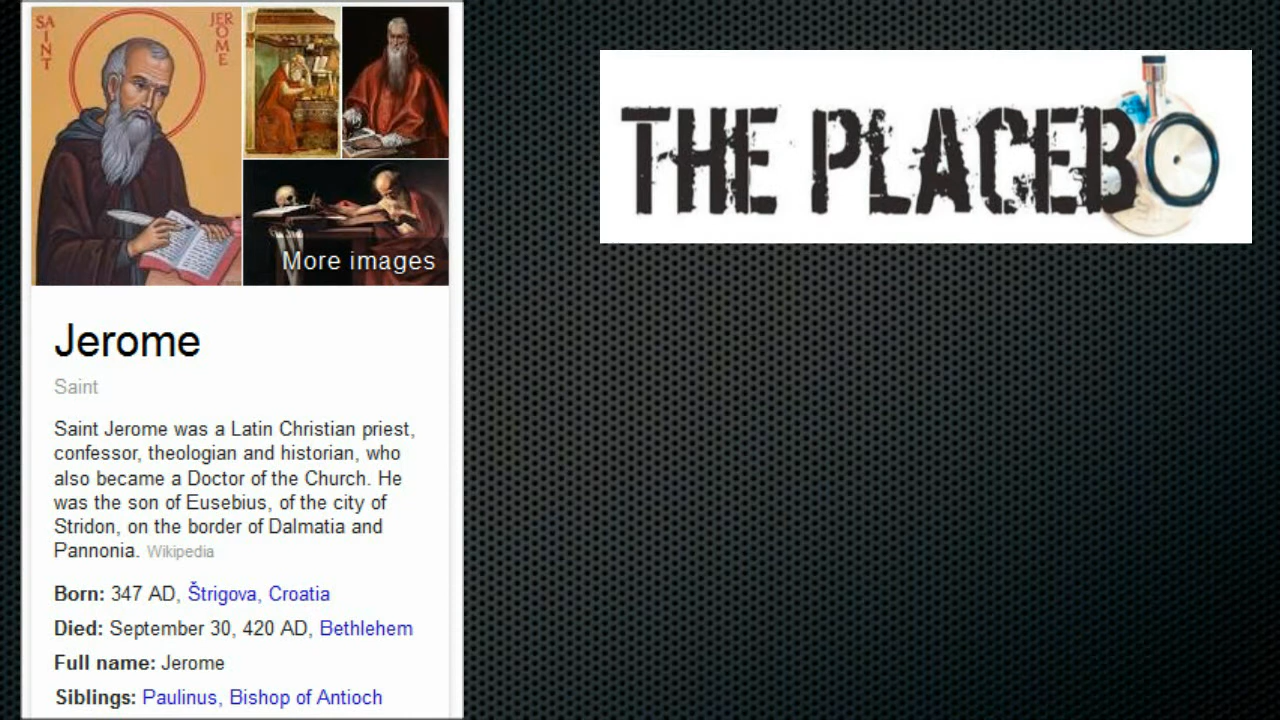 SAINT
JEROME
More images
Jerome
Saint
Saint Jerome was a Latin Christian priest,
confessor, theologian and historian, who
also became a Doctor of the Church. He
was the son of Eusebius, of the city of
Stridon, on the border of Dalmatia and
Pannonia. Wikipedia
Born: 347 AD, Štrigova, Croatia
Died: September 30, 420 AD, Bethlehem
Full name: Jerome
Siblings: Paulinus, Bishop of Antioch
THE PLACEBO